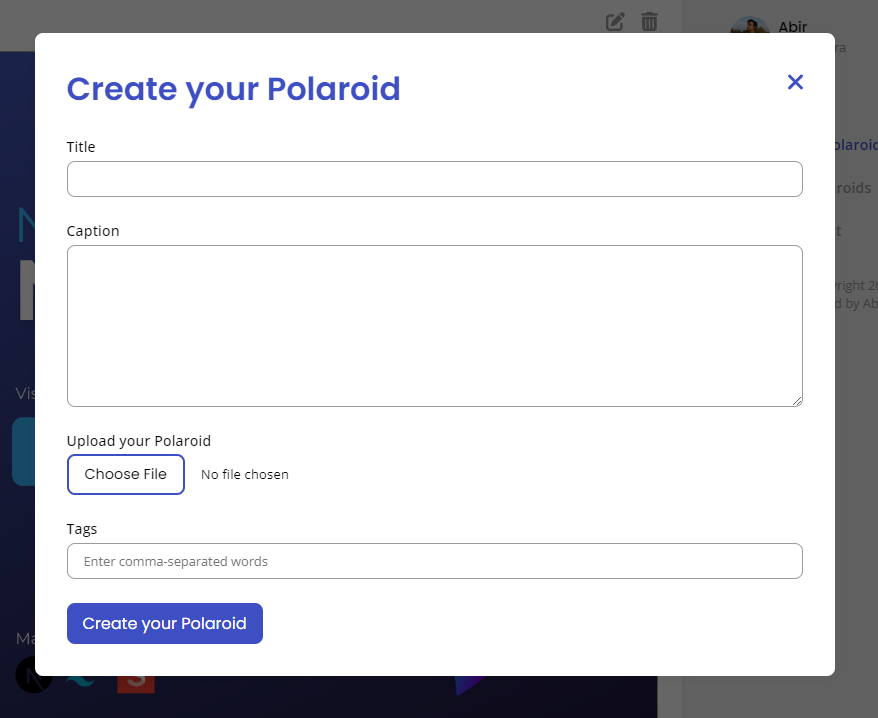 Abir
Create your Polaroid
Title
Caption
Upload your Polaroid
Choose File
No file chosen
Tags
Enter comma-separated words
Create your Polaroid